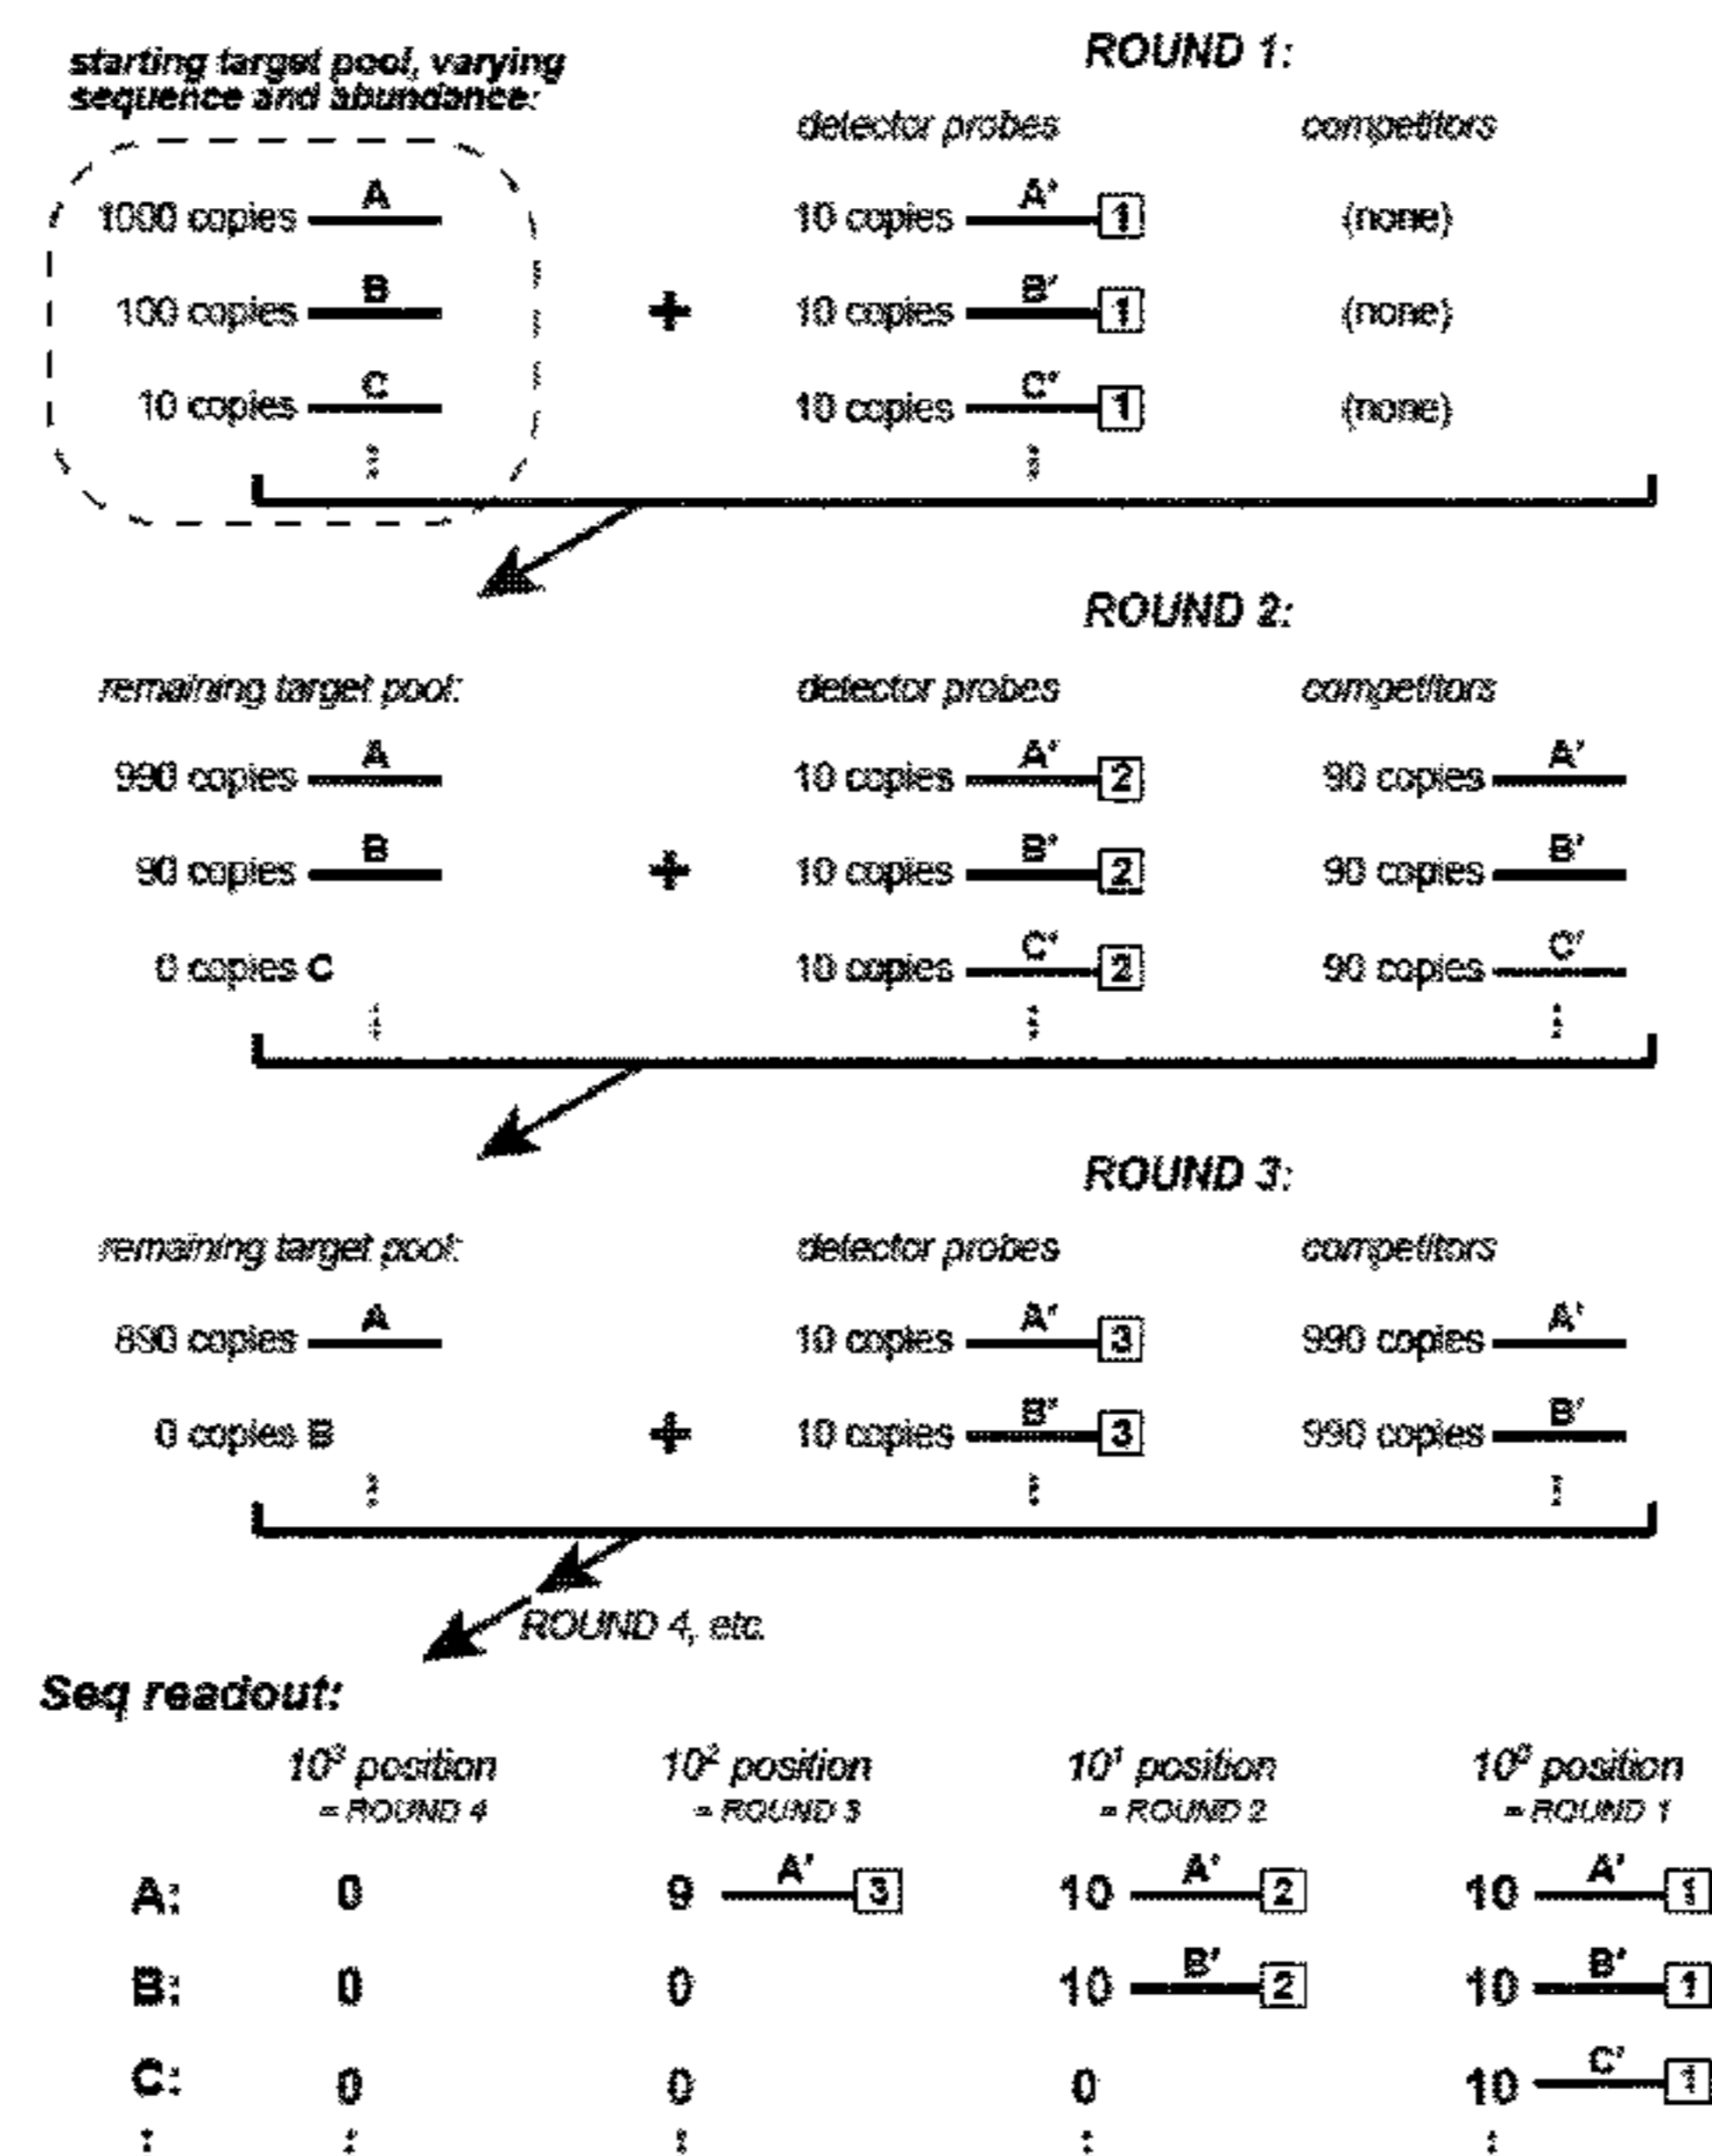 starting target pool, varying
sequence and abundance:
ROUND 1:
detector probes competitors
1000 copies A 10 copies A' 1 (none)
100 copies B + 10 copies B' 1 (none)
10 copies C 10 copies C' 1 (none)
ROUND 2:
remaining target pool: detector probes competitors
990 copies A 10 copies A' 2 90 copies A'
90 copies B + 10 copies B' 2 90 copies B'
0 copies C 10 copies C' 2 90 copies C'
ROUND 3:
remaining target pool: detector probes competitors
890 copies A 10 copies A' 3 990 copies A'
0 copies B + 10 copies B' 3 990 copies B'
ROUND 4, etc.
Seq readout:
10³ position 10² position 10¹ position 10⁰ position
= ROUND 4 = ROUND 3 = ROUND 2 = ROUND 1
A: 0 9 A' 3 10 A' 2 10 A' 1
B: 0 0 10 B' 2 10 B' 1
C: 0 0 0 10 C' 1